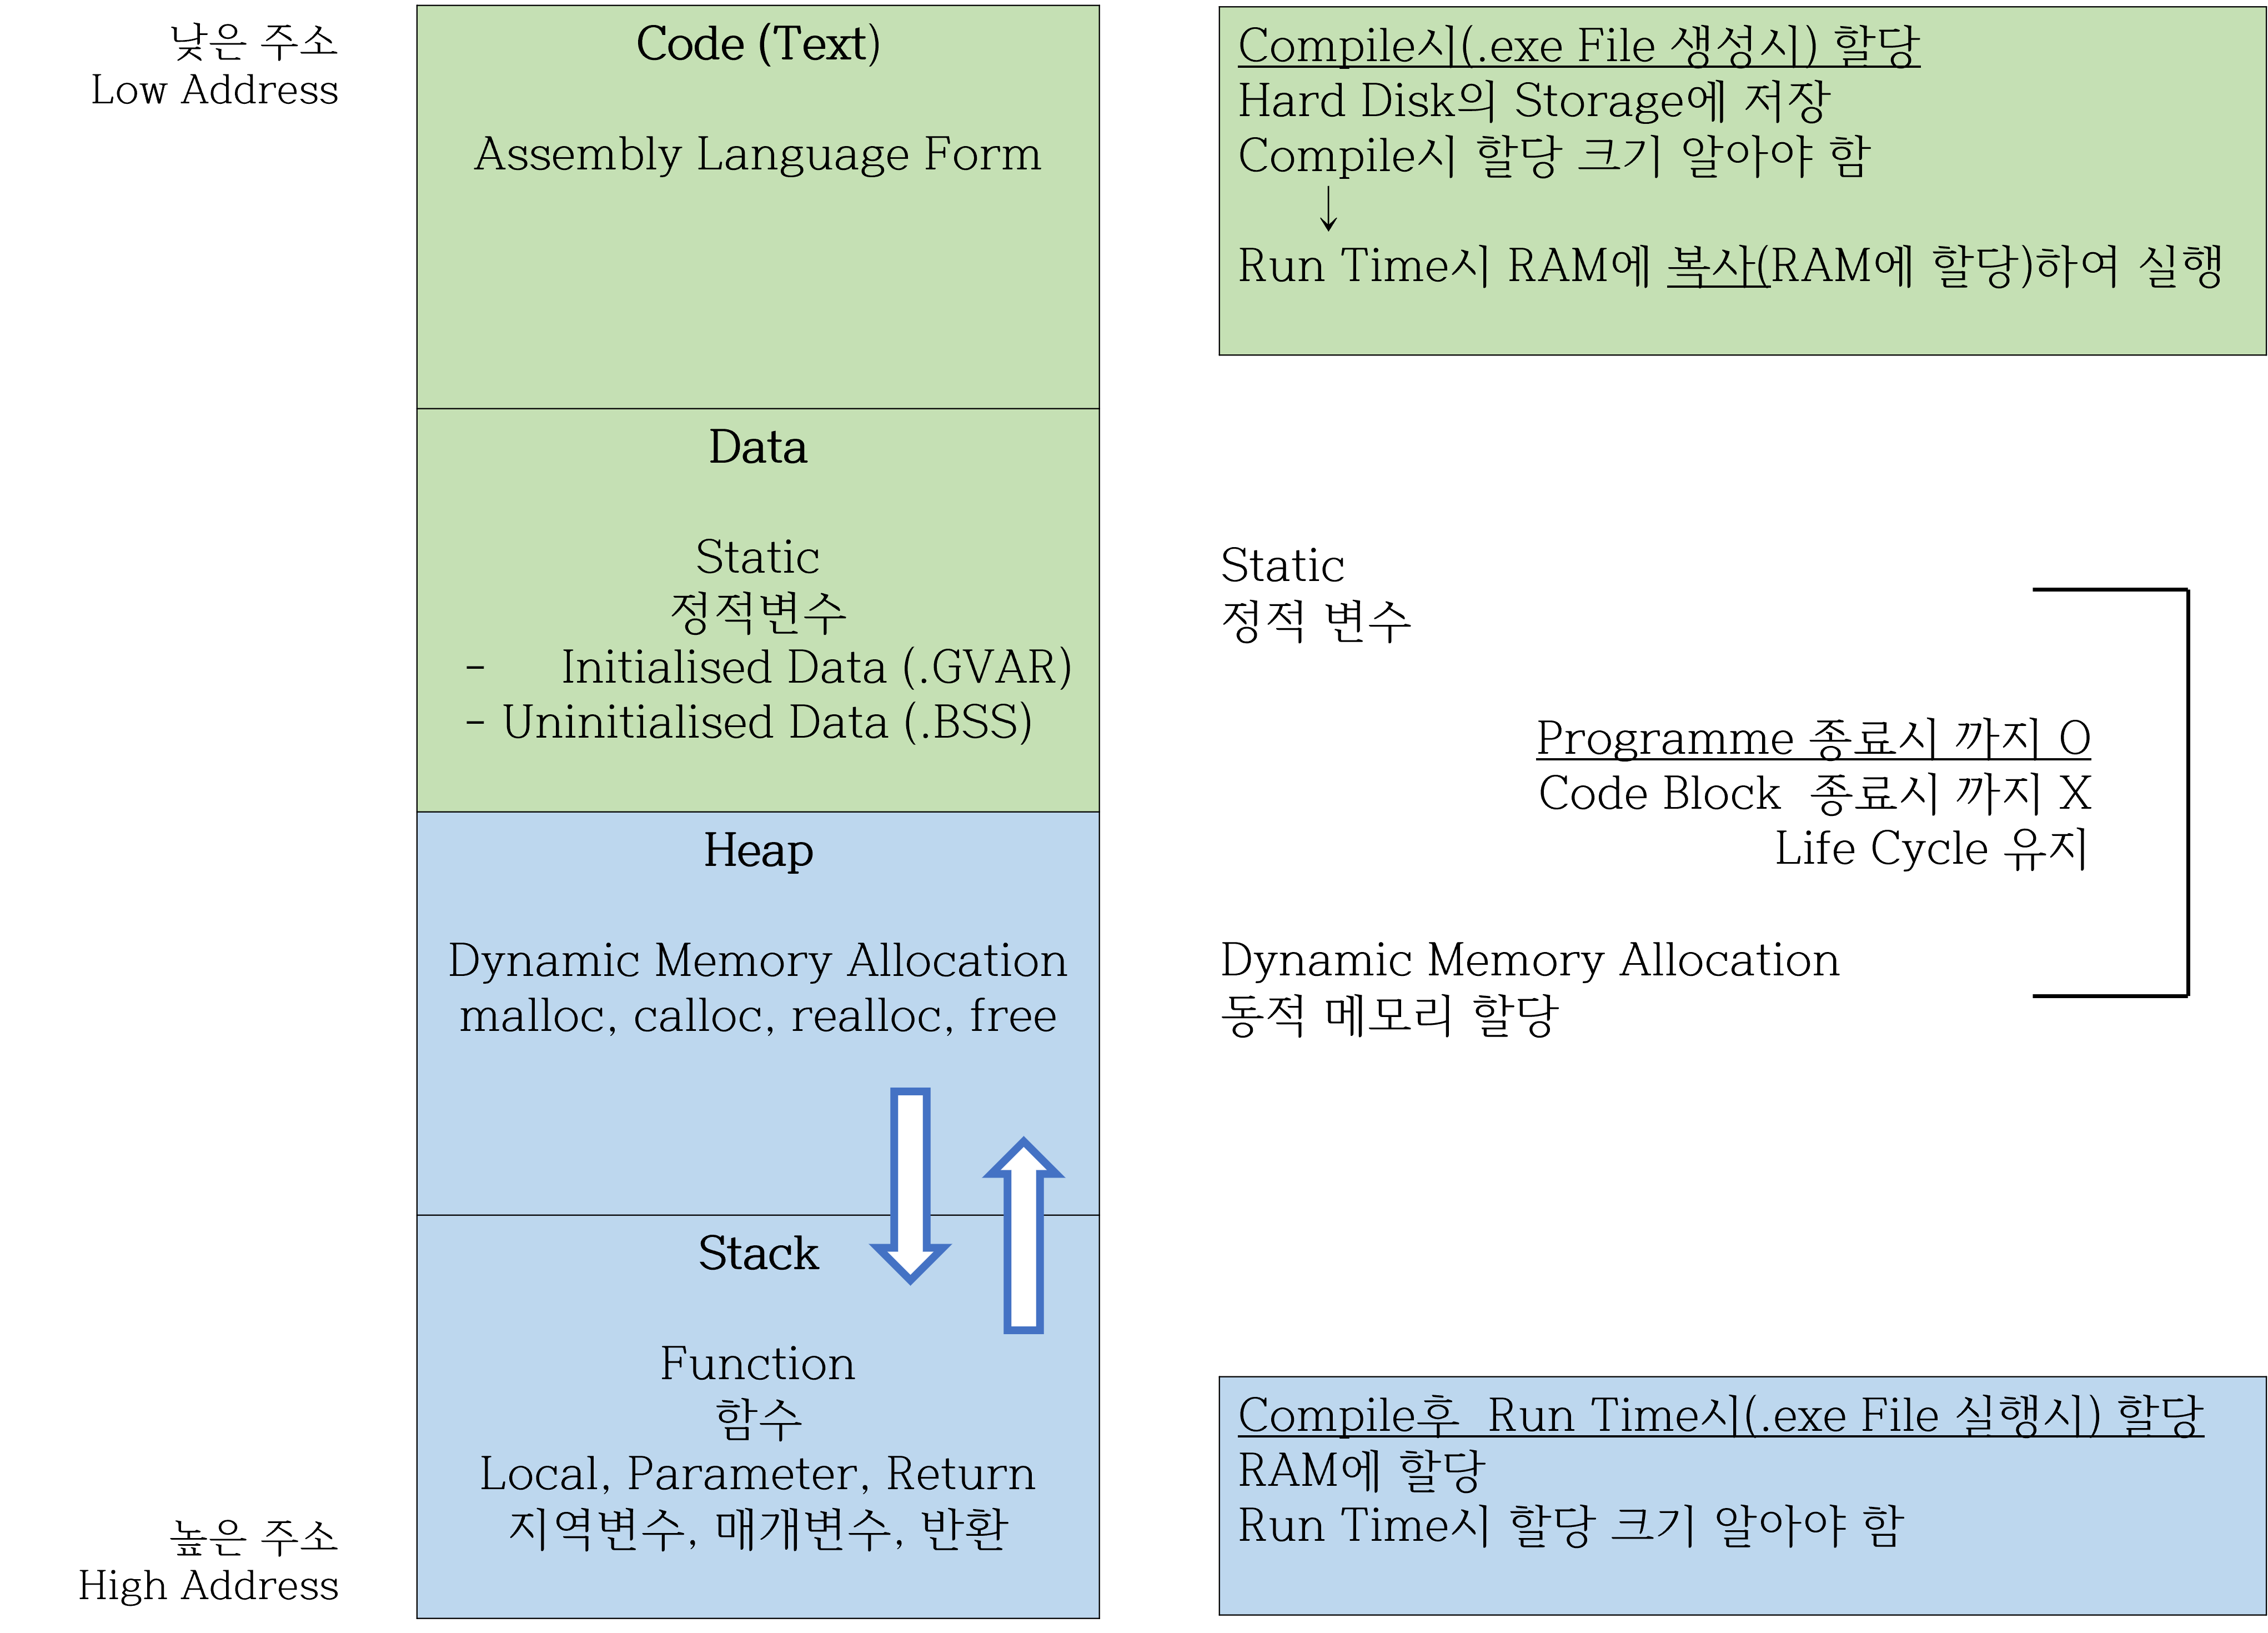 낮은 주소
Low Address
Code (Text)
Assembly Language Form
Compile시(.exe File 생성시) 할당
Hard Disk의 Storage에 저장
Compile시 할당 크기 알아야 함
↓
Run Time시 RAM에 복사(RAM에 할당)하여 실행
Data
Static
정적변수
- Initialised Data (.GVAR)
- Uninitialised Data (.BSS)
Static
정적 변수
Programme 종료시 까지 O
Code Block 종료시 까지 X
Life Cycle 유지
Heap
Dynamic Memory Allocation
malloc, calloc, realloc, free
Dynamic Memory Allocation
동적 메모리 할당
Stack
Function
함수
Local, Parameter, Return
지역변수, 매개변수, 반환
Compile후 Run Time시(.exe File 실행시) 할당
RAM에 할당
Run Time시 할당 크기 알아야 함
높은 주소
High Address